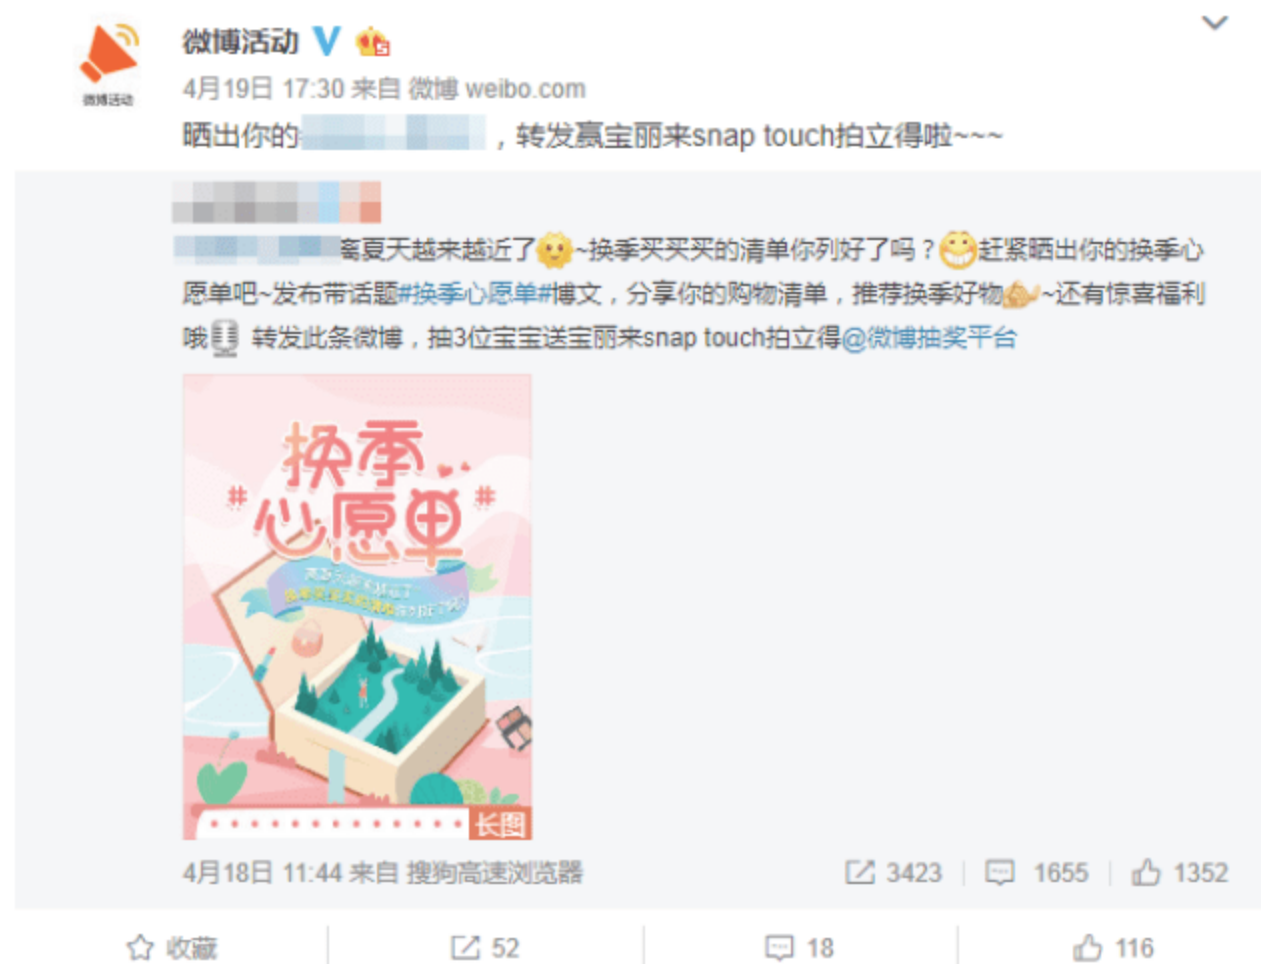 微博活动
微博活动
4月19日 17:30 来自 微博 weibo.com
晒出你的 ，转发赢宝丽来snap touch拍立得啦~~~
离夏天越来越近了~换季买买买的清单你列好了吗？赶紧晒出你的换季心
愿单吧~发布带话题#换季心愿单#博文，分享你的购物清单，推荐换季好物~还有惊喜福利
哦 转发此条微博，抽3位宝宝送宝丽来snap touch拍立得@微博抽奖平台
换季
#心愿单#
长图
4月18日 11:44 来自 搜狗高速浏览器
3423 1655 1352
收藏 52 18 116